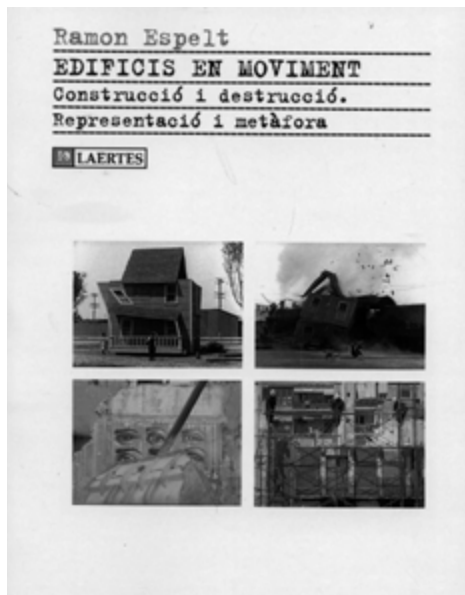 Ramon Espelt
EDIFICIS EN MOVIMENT
Construcció i destrucció.
Representació i metàfora
LAERTES